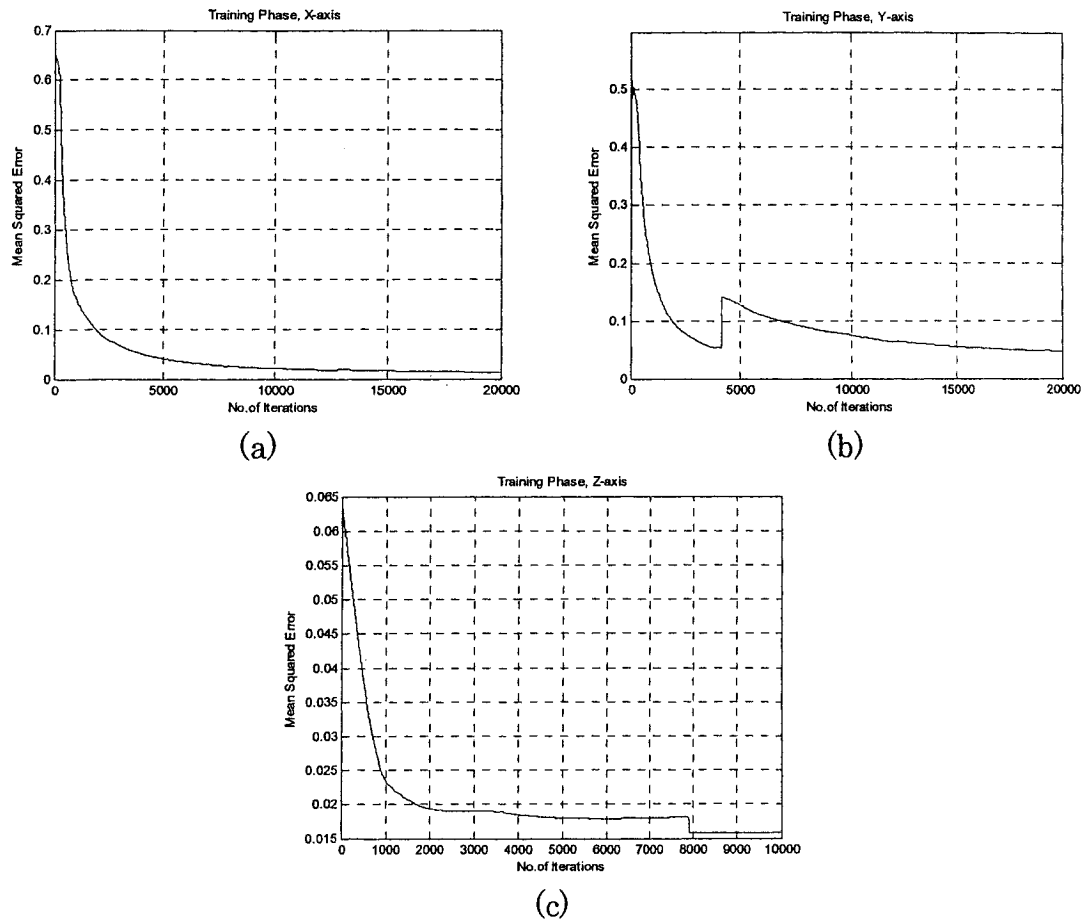 Training Phase, X-axis
0.7
0.6
0.5
0.4
0.3
0.2
0.1
0
Mean Squared Error
0 5000 10000 15000 20000
No.of Iterations
(a)
Training Phase, Y-axis
0.5
0.4
0.3
0.2
0.1
0
Mean Squared Error
0 5000 10000 15000 20000
No.of Iterations
(b)
Training Phase, Z-axis
0.065
0.06
0.055
0.05
0.045
0.04
0.035
0.03
0.025
0.02
0.015
Mean Squared Error
0 1000 2000 3000 4000 5000 6000 7000 8000 9000 10000
No.of Iterations
(c)